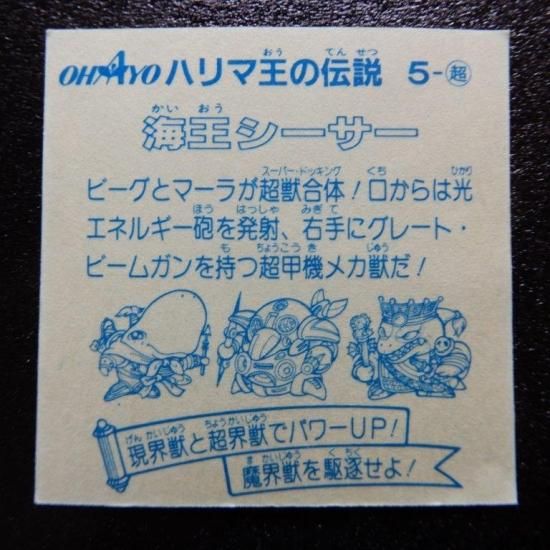 OHAYO ハリマ王の伝説 5-超
海王シーサー
ビーグとマーラが超獣合体！口からは光
エネルギー砲を発射、右手にグレート・
ビームガンを持つ超甲機メカ獣だ！
現界獣と超界獣でパワーUP！
魔界獣を駆逐せよ！